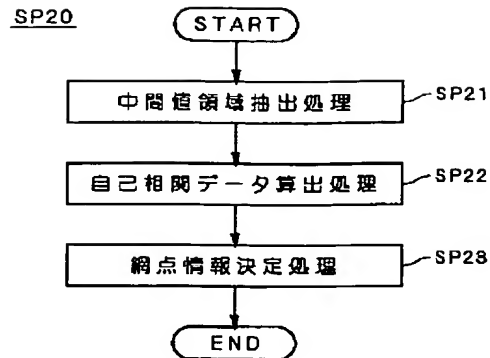 SP20
START
中間値領域抽出処理
SP21
自己相関データ算出処理
SP22
網点情報決定処理
SP23
END